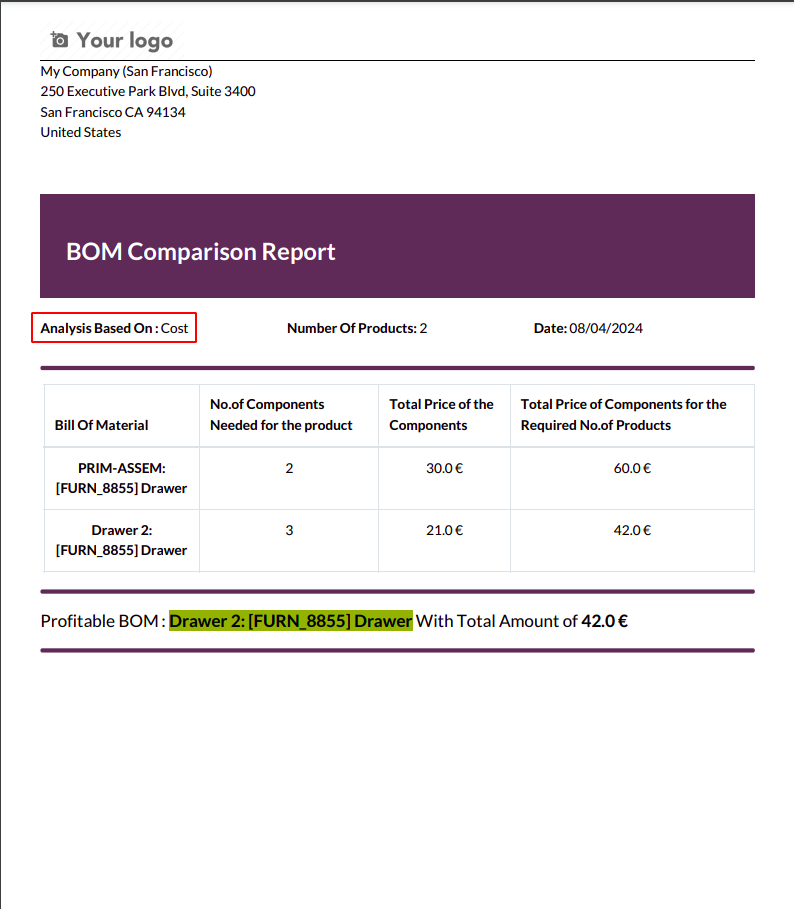 Your logo
My Company (San Francisco)
250 Executive Park Blvd, Suite 3400
San Francisco CA 94134
United States
BOM Comparison Report
Analysis Based On : Cost
Number Of Products: 2
Date: 08/04/2024
Bill Of Material
No.of Components
Needed for the product
Total Price of the
Components
Total Price of Components for the
Required No.of Products
PRIM-ASSEM:
[FURN_8855] Drawer
2
30.0 €
60.0 €
Drawer 2:
[FURN_8855] Drawer
3
21.0 €
42.0 €
Profitable BOM : Drawer 2: [FURN_8855] Drawer With Total Amount of 42.0 €